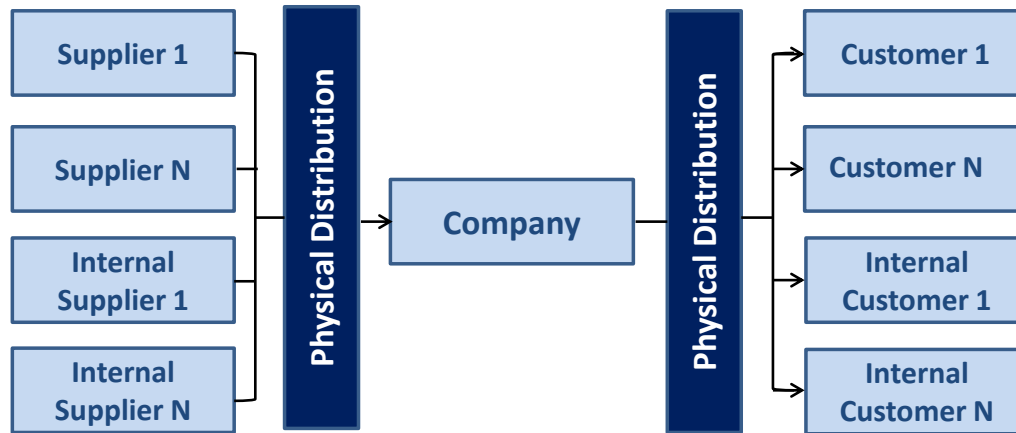 Supplier 1
Supplier N
Internal
Supplier 1
Internal
Supplier N
Physical Distribution
Company
Physical Distribution
Customer 1
Customer N
Internal
Customer 1
Internal
Customer N